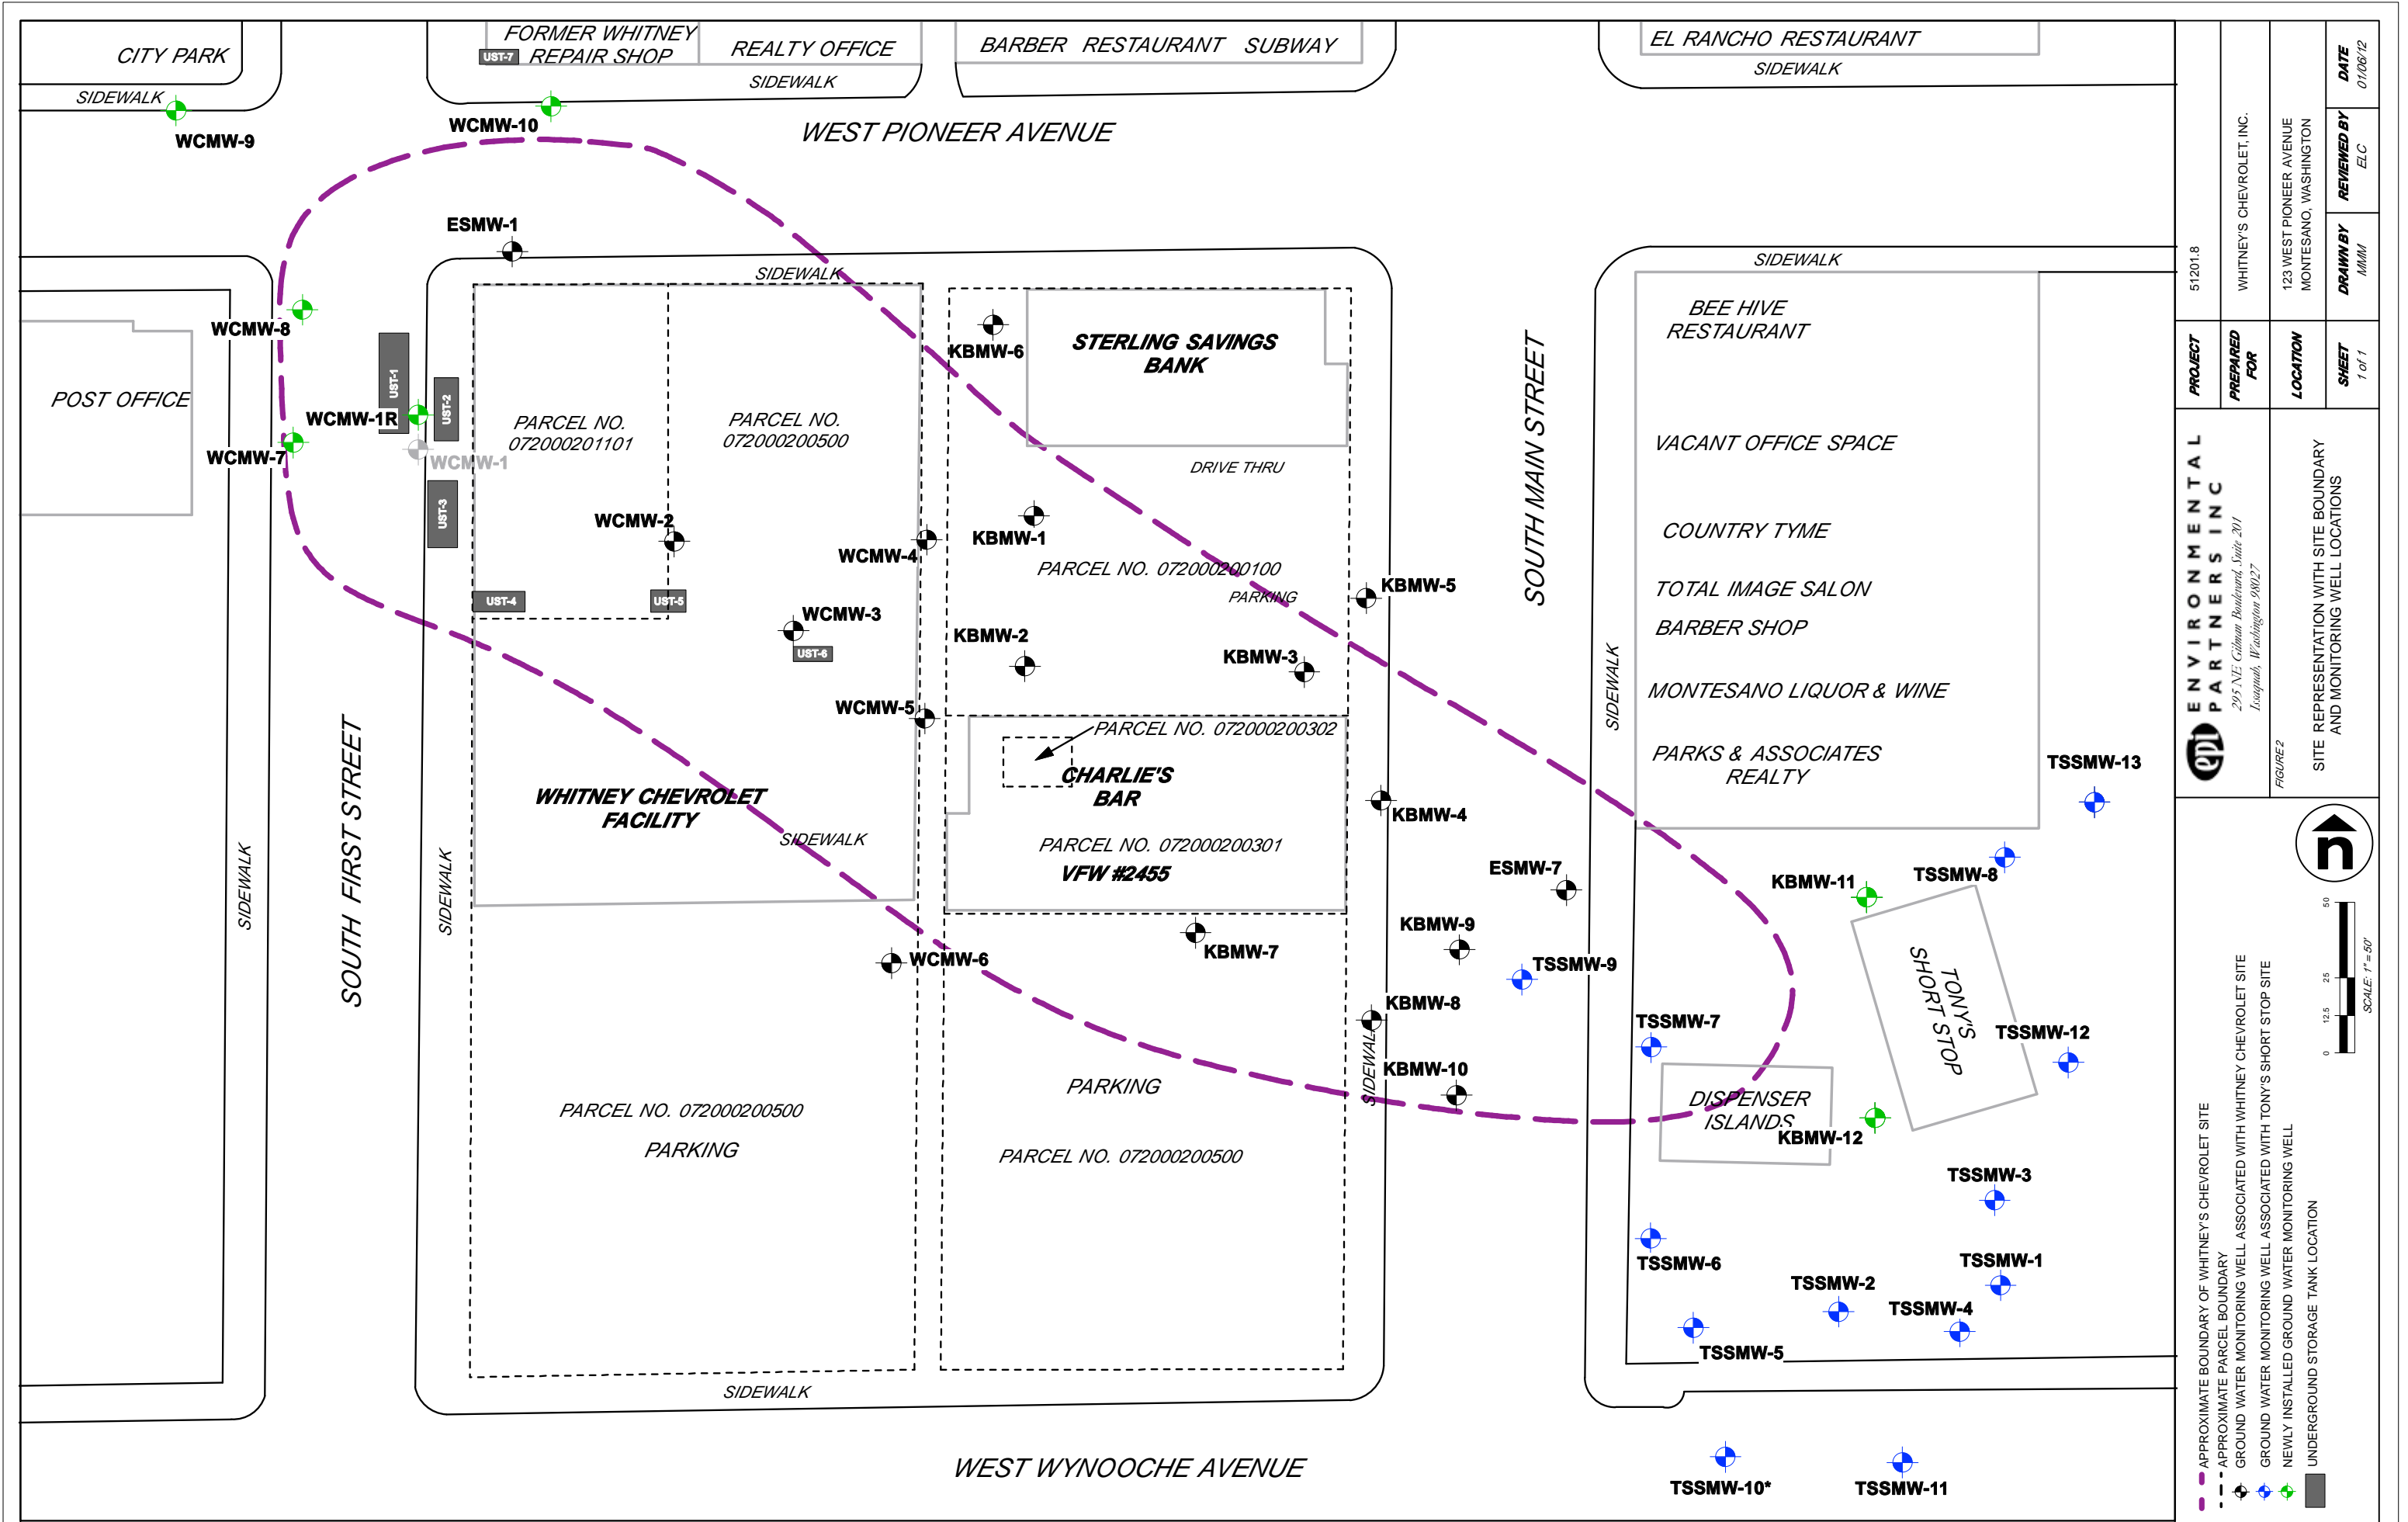 CITY PARK
SIDEWALK
WCMW-9
FORMER WHITNEY
REPAIR SHOP
UST-7
REALTY OFFICE
SIDEWALK
BARBER RESTAURANT SUBWAY
EL RANCHO RESTAURANT
SIDEWALK
WCMW-10
WEST PIONEER AVENUE
ESMW-1
SIDEWALK
SIDEWALK
WCMW-8
POST OFFICE
UST-1
UST-2
WCMW-1R
WCMW-7
WCMW-1
UST-3
PARCEL NO.
072000201101
PARCEL NO.
072000200500
WCMW-2
UST-4
UST-5
WCMW-3
UST-6
WCMW-4
WCMW-5
KBMW-6
STERLING SAVINGS
BANK
DRIVE THRU
KBMW-1
PARCEL NO. 072000200100
PARKING
KBMW-5
KBMW-2
KBMW-3
PARCEL NO. 072000200302
CHARLIE'S
BAR
KBMW-4
PARCEL NO. 072000200301
VFW #2455
WHITNEY CHEVROLET
FACILITY
SIDEWALK
SOUTH FIRST STREET
SIDEWALK
SIDEWALK
SOUTH MAIN STREET
SIDEWALK
BEE HIVE
RESTAURANT
VACANT OFFICE SPACE
COUNTRY TYME
TOTAL IMAGE SALON
BARBER SHOP
MONTESANO LIQUOR & WINE
PARKS & ASSOCIATES
REALTY
TSSMW-13
TSSMW-8
KBMW-11
ESMW-7
KBMW-9
TSSMW-9
WCMW-6
KBMW-7
KBMW-8
SIDEWALK
KBMW-10
TSSMW-7
TONY'S
SHORT STOP
TSSMW-12
DISPENSER
ISLANDS
KBMW-12
PARKING
PARCEL NO. 072000200500
PARKING
PARCEL NO. 072000200500
TSSMW-3
TSSMW-6
TSSMW-1
TSSMW-2
TSSMW-4
TSSMW-5
SIDEWALK
WEST WYNOOCHE AVENUE
TSSMW-10*
TSSMW-11
PROJECT
51201.8
PREPARED
FOR
WHITNEY'S CHEVROLET, INC.
LOCATION
123 WEST PIONEER AVENUE
MONTESANO, WASHINGTON
SHEET
1 of 1
DRAWN BY
MMM
REVIEWED BY
ELC
DATE
01/06/12
epi
ENVIRONMENTAL
PARTNERS INC
295 NE Gilman Boulevard, Suite 201
Issaquah, Washington 98027
FIGURE 2
SITE REPRESENTATION WITH SITE BOUNDARY
AND MONITORING WELL LOCATIONS
n
0 12.5 25 50
SCALE: 1" = 50'
APPROXIMATE BOUNDARY OF WHITNEY'S CHEVROLET SITE
APPROXIMATE PARCEL BOUNDARY
GROUND WATER MONITORING WELL ASSOCIATED WITH WHITNEY CHEVROLET SITE
GROUND WATER MONITORING WELL ASSOCIATED WITH TONY'S SHORT STOP SITE
NEWLY INSTALLED GROUND WATER MONITORING WELL
UNDERGROUND STORAGE TANK LOCATION